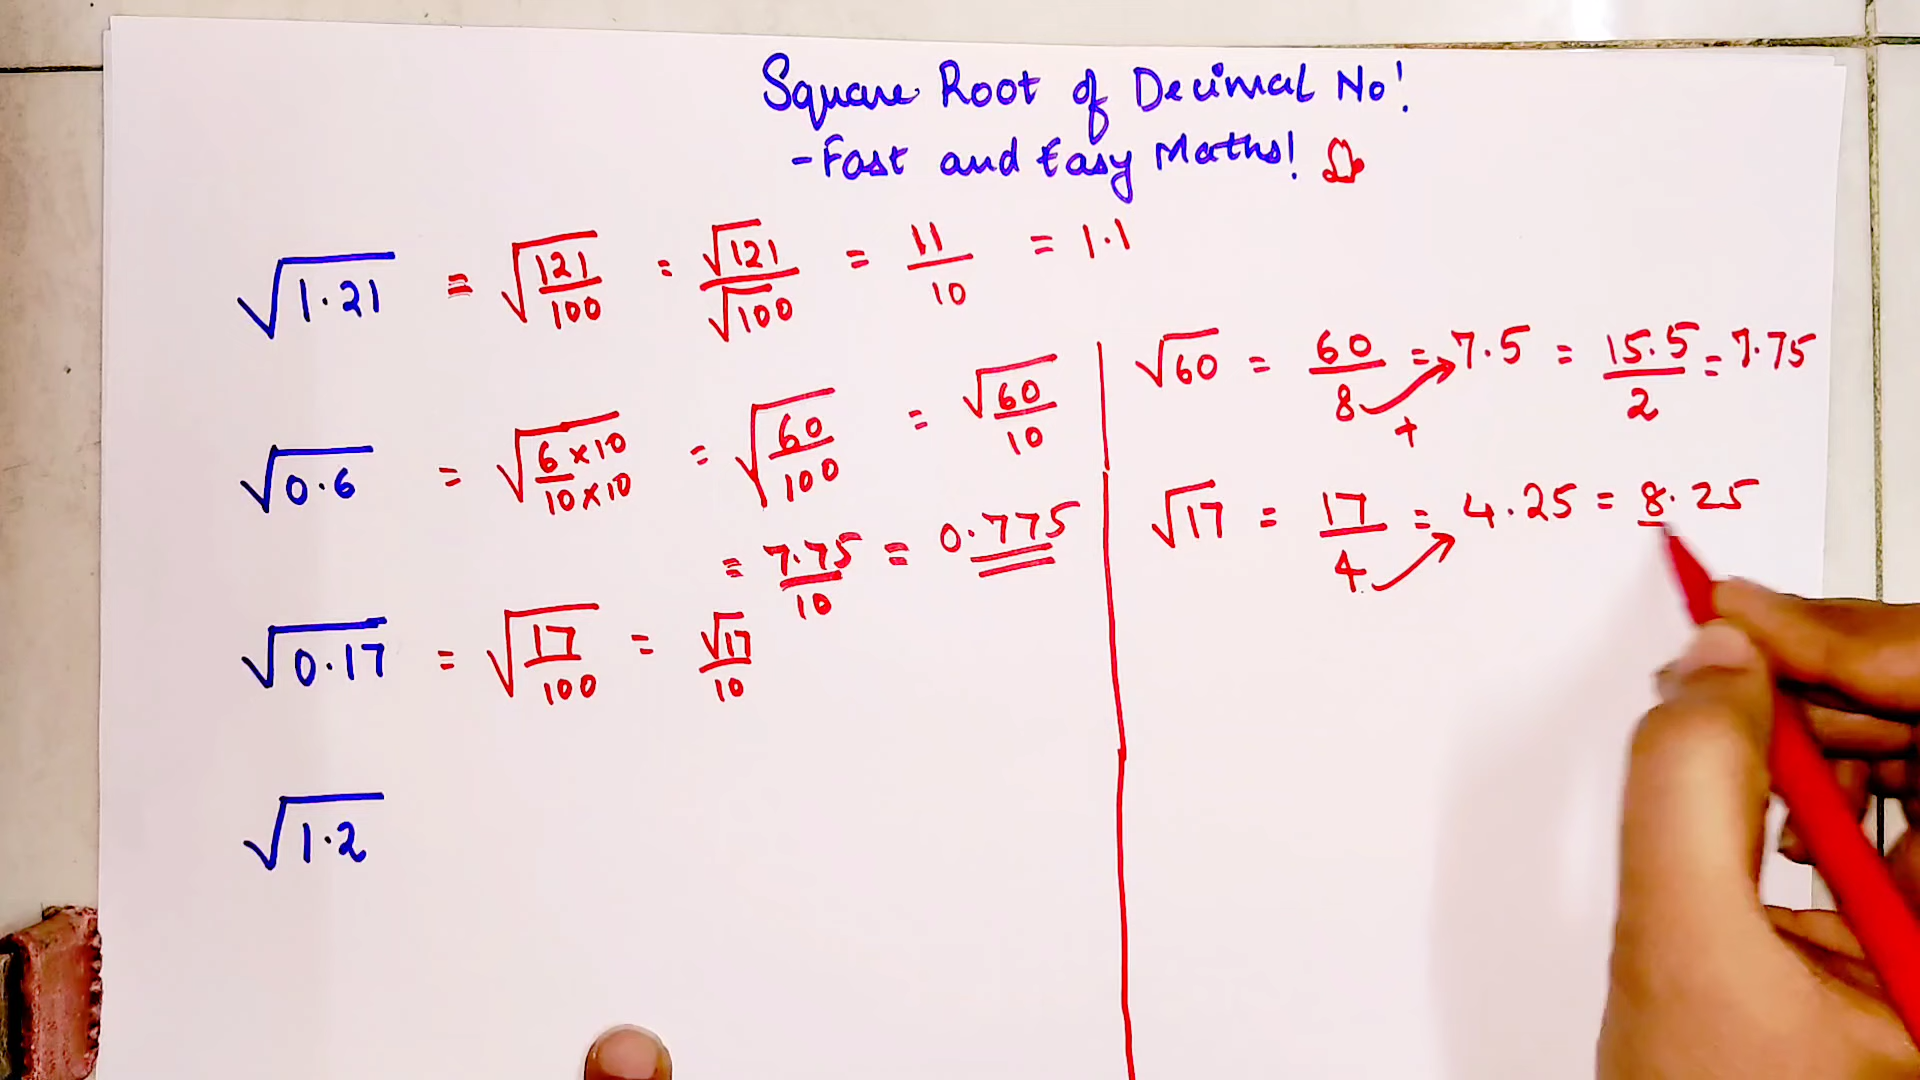 Square Root of Decimal No!
- Fast and Easy Maths!
√1.21 = √(121/100) = √121/√100 = 11/10 = 1.1
√0.6 = √(6×10/10×10) = √(60/100) = √60/10
= 7.75/10 = 0.775
√0.17 = √(17/100) = √17/10
√1.2
√60 = 60/8 = 7.5 = 15.5/2 = 7.75
+
√17 = 17/4 = 4.25 = 8.25